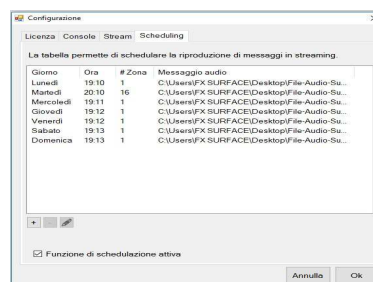 Configurazione
Licenza Console Stream Scheduling
La tabella permette di schedulare la riproduzione di messaggi in streaming.
Giorno Ora # Zona Messaggio audio
Lunedì 19:10 1 C:\Users\FX SURFACE\Desktop\File-Audio-Su...
Martedì 20:10 16 C:\Users\FX SURFACE\Desktop\File-Audio-Su...
Mercoledì 19:11 1 C:\Users\FX SURFACE\Desktop\File-Audio-Su...
Giovedì 19:12 1 C:\Users\FX SURFACE\Desktop\File-Audio-Su...
Venerdì 19:12 1 C:\Users\FX SURFACE\Desktop\File-Audio-Su...
Sabato 19:13 1 C:\Users\FX SURFACE\Desktop\File-Audio-Su...
Domenica 19:13 1 C:\Users\FX SURFACE\Desktop\File-Audio-Su...
+ -
Funzione di schedulazione attiva
Annulla Ok